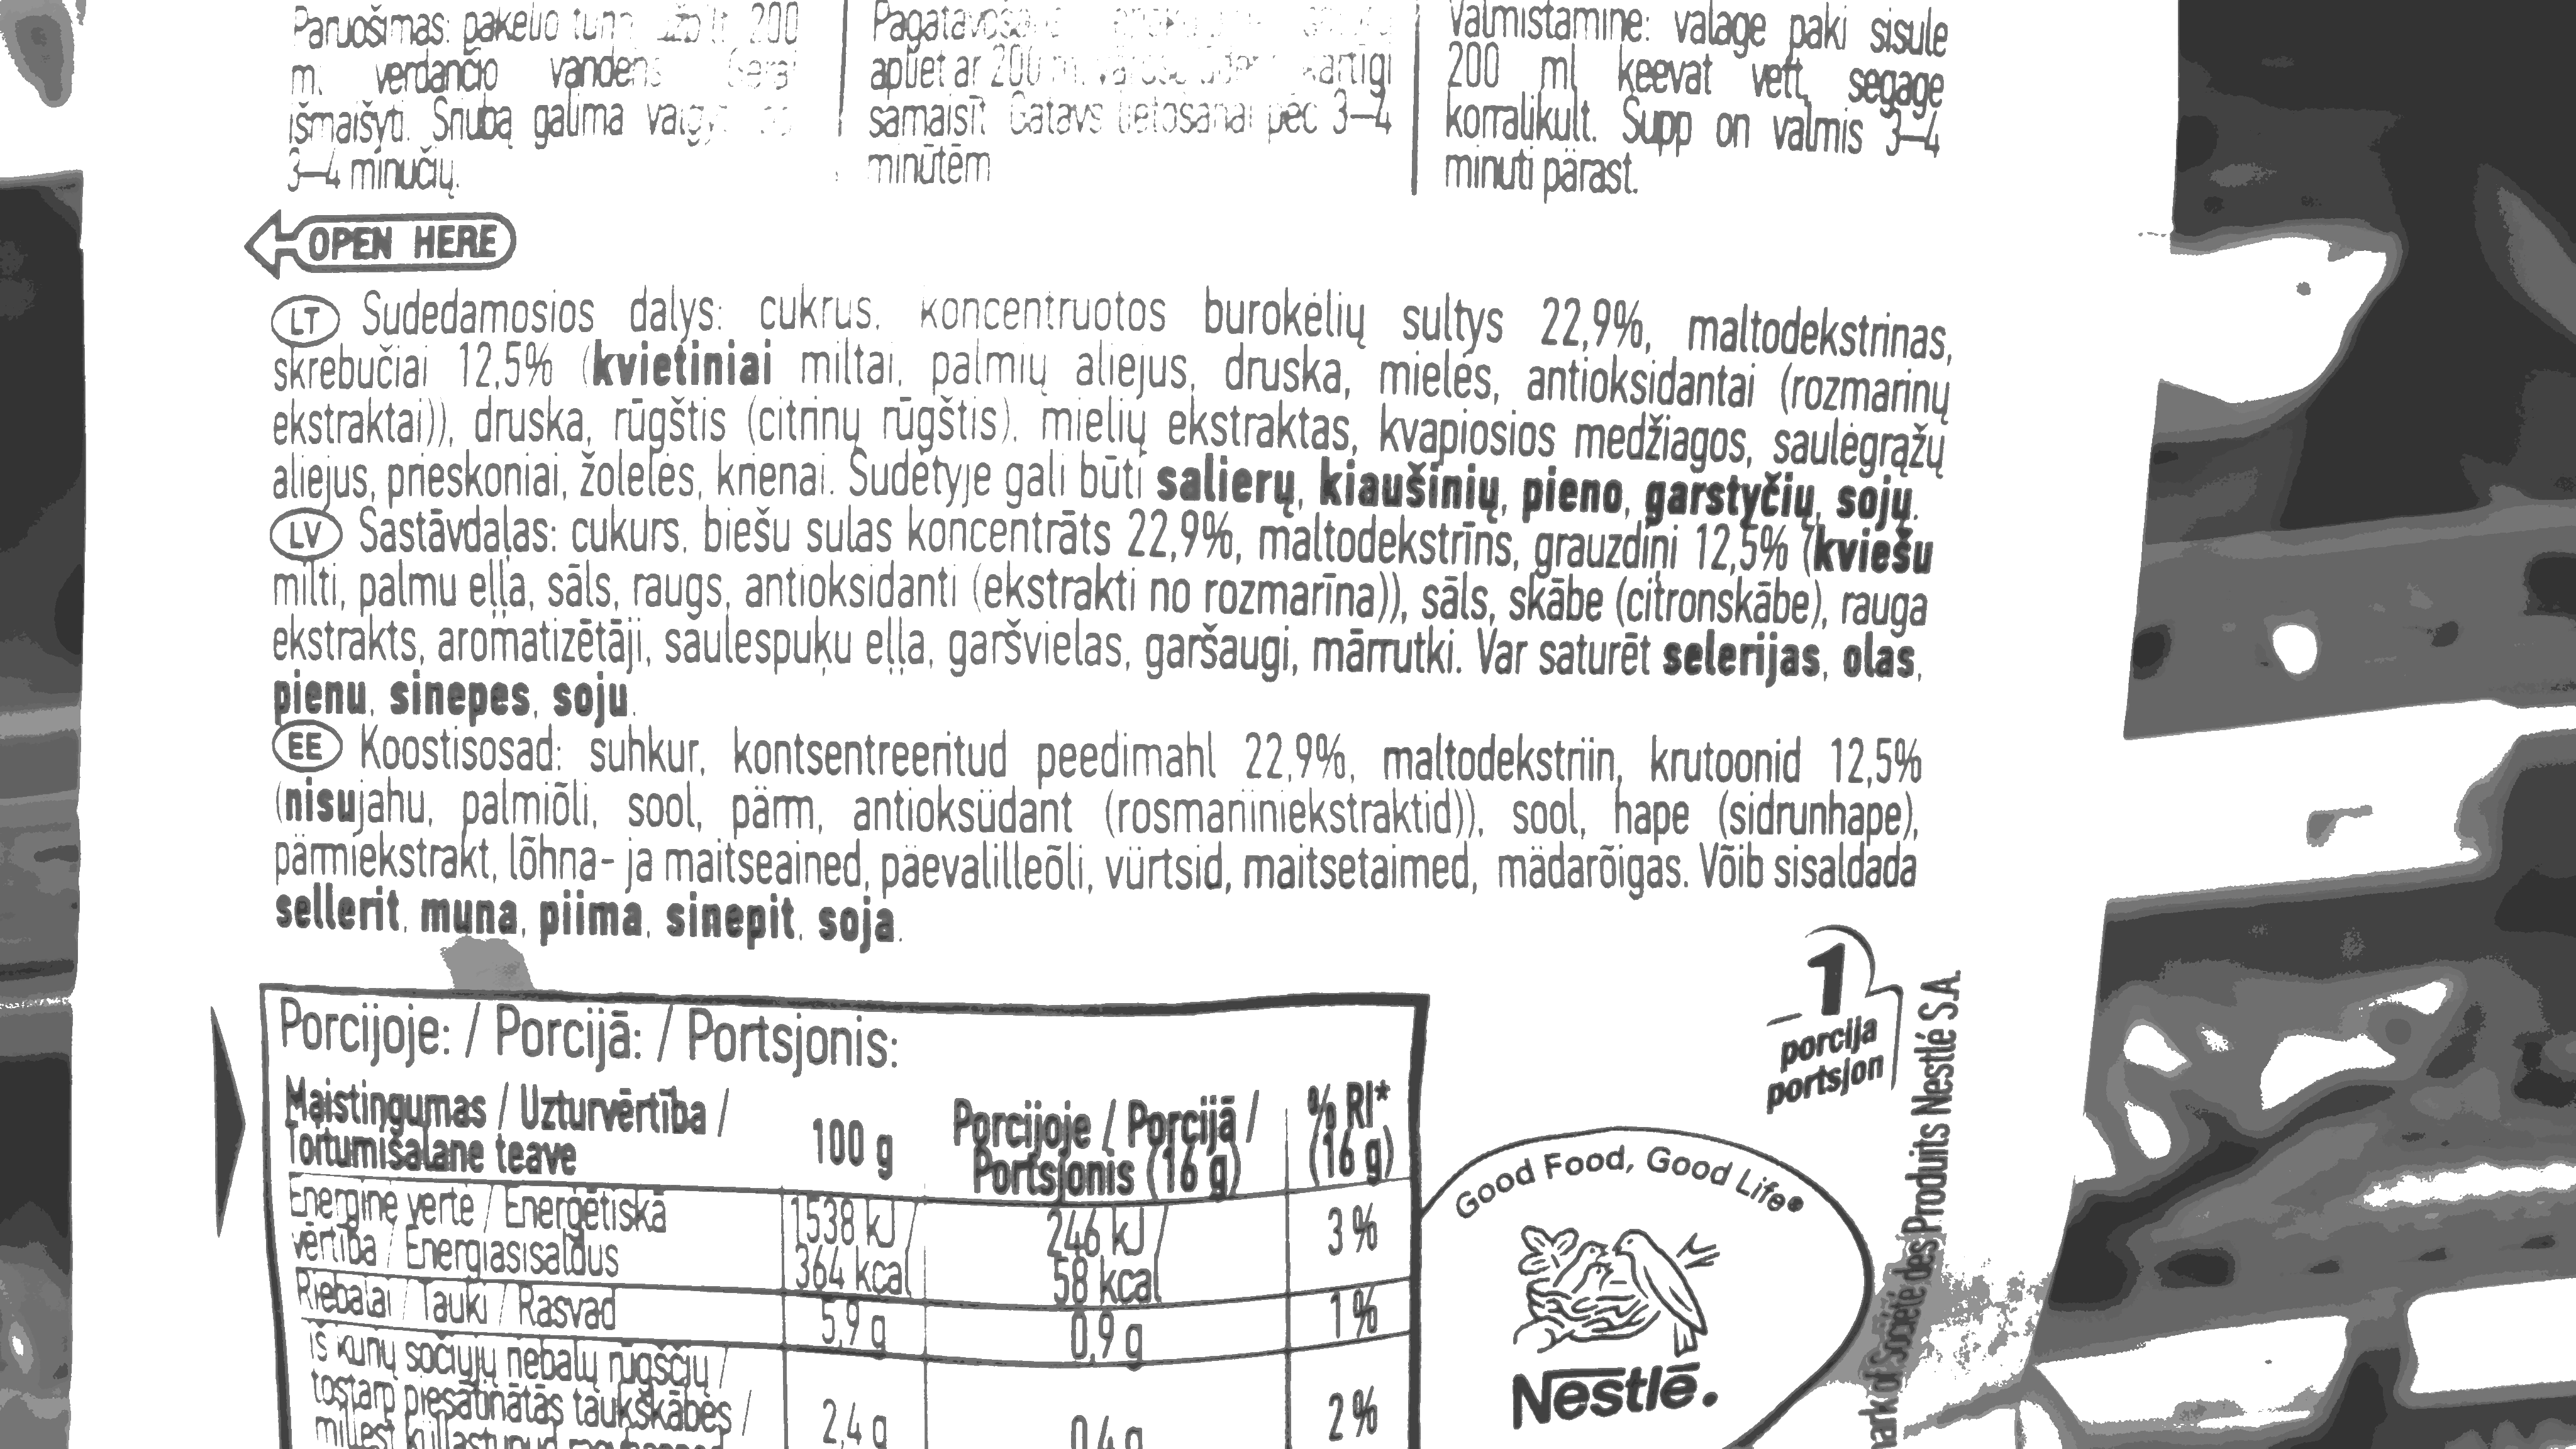 Paruošimas: pakelio 200
verdančio vandens Gerai
išmaišyti. Sriubą galima valgyti po
3–4 minučių.
apliet ar 200 ml kārtīgi
samaisīt. Gatavs lietošanai pēc 3–4
minūtēm
Valmistamine: valage paki sisule
200 ml keevat vett, segage
korralikult. Supp on valmis 3–4
minuti pärast.
OPEN HERE
LT Sudedamosios dalys: cukrus, koncentruotos burokėlių sultys 22,9%, maltodekstrinas,
skrebučiai 12,5% (kvietiniai miltai, palmių aliejus, druska, mielės, antioksidantai (rozmarinų
ekstraktai)), druska, rūgštis (citrinų rūgštis), mielių ekstraktas, kvapiosios medžiagos, saulėgrąžų
aliejus, prieskoniai, žolelės, krienai. Sudėtyje gali būti salierų, kiaušinių, pieno, garstyčių, sojų.
LV Sastāvdaļas: cukurs, biešu sulas koncentrāts 22,9%, maltodekstrīns, grauzdiņi 12,5% (kviešu
milti, palmu eļļa, sāls, raugs, antioksidanti (ekstrakti no rozmarīna)), sāls, skābe (citronskābe), rauga
ekstrakts, aromatizētāji, saulespuķu eļļa, garšvielas, garšaugi, mārrutki. Var saturēt selerijas, olas,
pienu, sinepes, soju.
EE Koostisosad: suhkur, kontsentreeritud peedimahl 22,9%, maltodekstriin, krutoonid 12,5%
(nisujahu, palmiõli, sool, pärm, antioksüdant (rosmariiniekstraktid)), sool, hape (sidrunhape),
pärmiekstrakt, lõhna- ja maitseained, päevalilleõli, vürtsid, maitsetaimed, mädarõigas. Võib sisaldada
sellerit, muna, piima, sinepit, soja.
1
porcija
portsjon
Porcijoje: / Porcijā: / Portsjonis:
Maistingumas / Uzturvērtība /
Toitumisalane teave
100 g
Porcijoje / Porcijā /
Portsjonis (16 g)
% RI*
(16 g)
Energinė vertė / Enerģētiskā
vērtība / Energiasisaldus
1538 kJ /
364 kcal
246 kJ /
58 kcal
3 %
Riebalai / Tauki / Rasvad
5,9 g
0,9 g
1 %
iš kurių sočiųjų riebalų rūgščių /
tostarp piesātinātās taukskābes /
millest küllastunud rasvhapped
2,4 g
0,4 g
2 %
Good Food, Good Life®
Nestlé.
mark of Société des Produits Nestlé S.A.